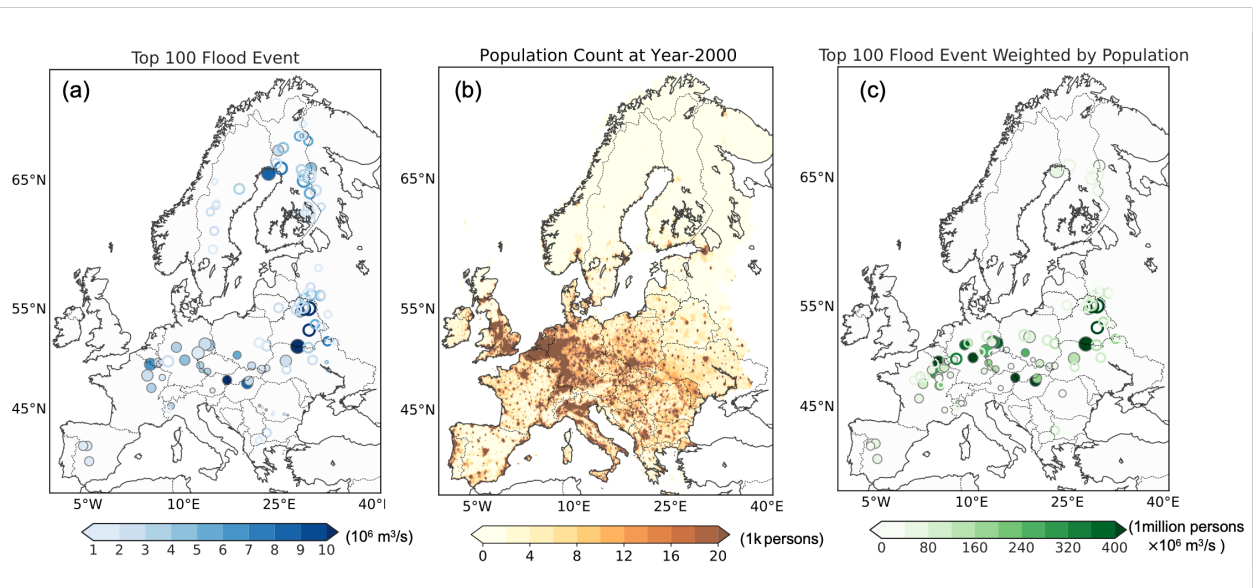 Top 100 Flood Event
(a)
65°N
55°N
45°N
5°W 10°E 25°E 40°E
1 2 3 4 5 6 7 8 9 10 (10⁶ m³/s)
Population Count at Year-2000
(b)
65°N
55°N
45°N
5°W 10°E 25°E 40°E
0 4 8 12 16 20 (1k persons)
Top 100 Flood Event Weighted by Population
(c)
65°N
55°N
45°N
5°W 10°E 25°E 40°E
0 80 160 240 320 400 (1million persons
×10⁶ m³/s )